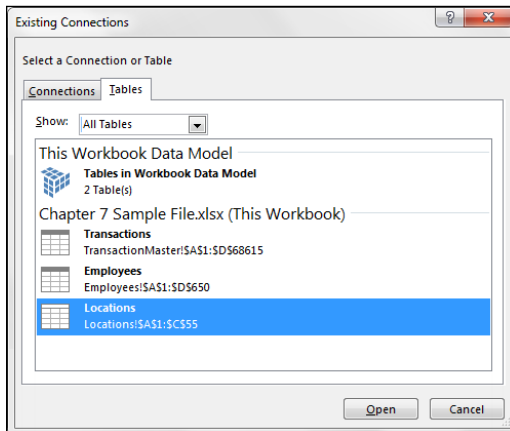 Existing Connections
?
X
Select a Connection or Table
Connections
Tables
Show:
All Tables
This Workbook Data Model
Tables in Workbook Data Model
2 Table(s)
Chapter 7 Sample File.xlsx (This Workbook)
Transactions
TransactionMaster!$A$1:$D$68615
Employees
Employees!$A$1:$D$650
Locations
Locations!$A$1:$C$55
Open
Cancel